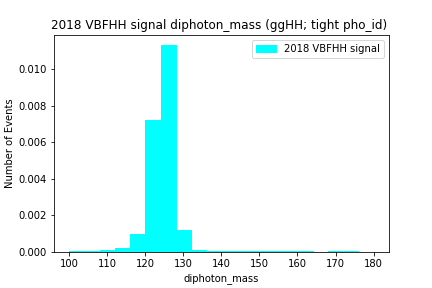 2018 VBFHH signal diphoton_mass (ggHH; tight pho_id)
2018 VBFHH signal
Number of Events
0.010
0.008
0.006
0.004
0.002
0.000
100 110 120 130 140 150 160 170 180
diphoton_mass